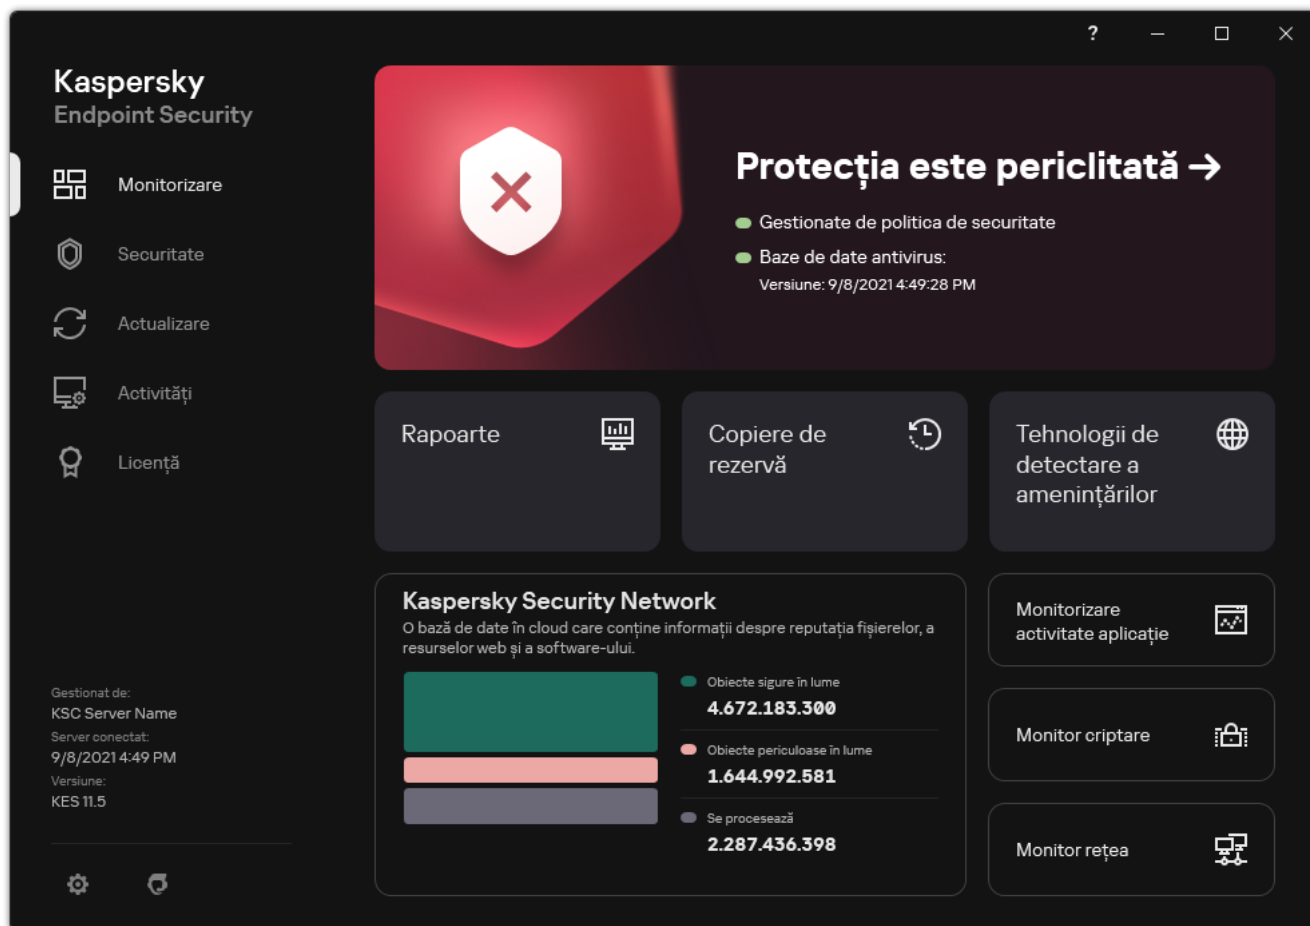 ?
Kaspersky
Endpoint Security
Monitorizare
Securitate
Actualizare
Activități
Licență
Gestionat de:
KSC Server Name
Server conectat:
9/8/2021 4:49 PM
Versiune:
KES 11.5
Protecția este periclitată →
Gestionate de politica de securitate
Baze de date antivirus:
Versiune: 9/8/2021 4:49:28 PM
Rapoarte
Copiere de
rezervă
Tehnologii de
detectare a
amenințărilor
Kaspersky Security Network
O bază de date în cloud care conține informații despre reputația fișierelor, a
resurselor web și a software-ului.
Obiecte sigure în lume
4.672.183.300
Obiecte periculoase în lume
1.644.992.581
Se procesează
2.287.436.398
Monitorizare
activitate aplicație
Monitor criptare
Monitor rețea